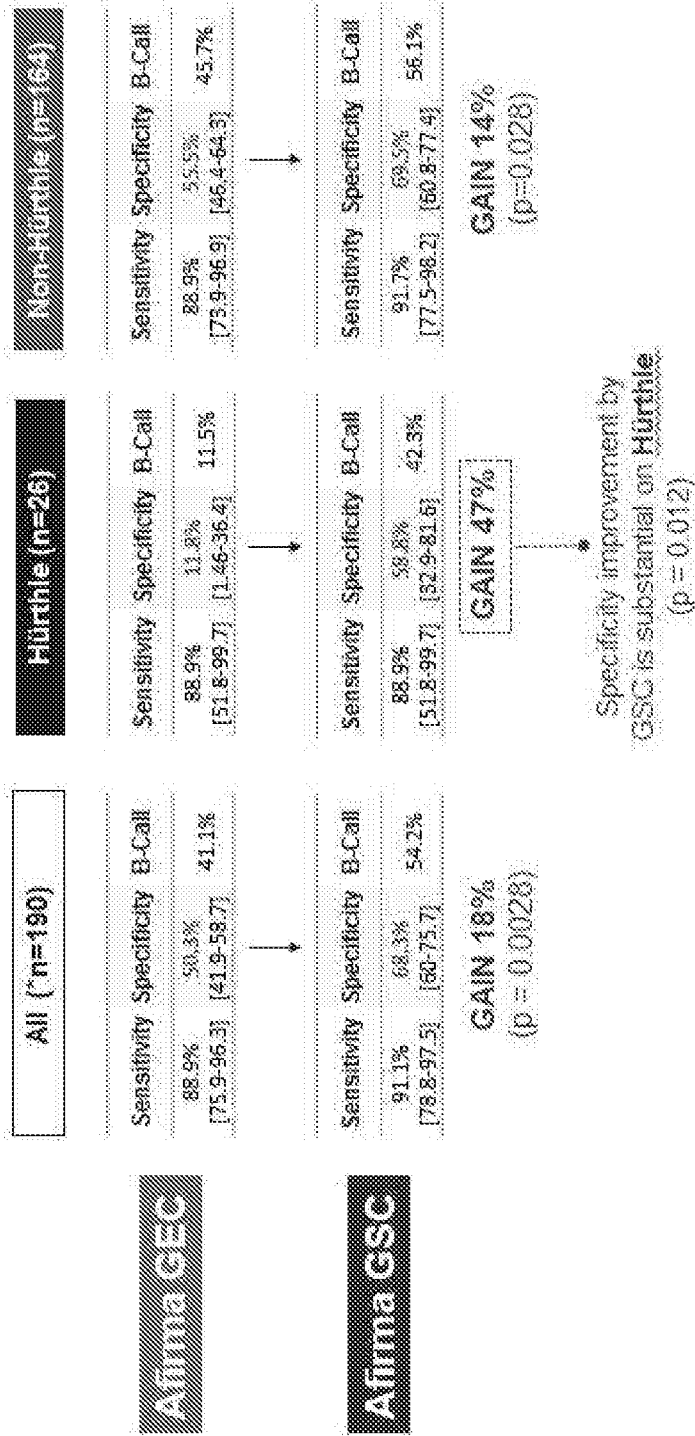 All (*n=190)
Hürthle (n=26)
Non-Hürthle (n=164)
Afirma GEC
Sensitivity Specificity B-Call
88.9% 50.3% 41.1%
[75.9-96.3] [41.9-58.7]
Sensitivity Specificity B-Call
88.9% 11.8% 11.5%
[51.8-99.7] [1.46-36.4]
Sensitivity Specificity B-Call
88.9% 55.5% 45.7%
[73.9-96.9] [46.4-64.3]
Afirma GSC
Sensitivity Specificity B-Call
91.1% 68.3% 54.2%
[78.8-97.5] [60-75.7]
Sensitivity Specificity B-Call
88.9% 58.8% 42.3%
[51.8-99.7] [32.9-81.6]
Sensitivity Specificity B-Call
91.7% 69.5% 56.1%
[77.5-98.2] [60.8-77.4]
GAIN 18%
(p = 0.0028)
GAIN 47%
GAIN 14%
(p=0.028)
Specificity improvement by
GSC is substantial on Hürthle
(p = 0.012)